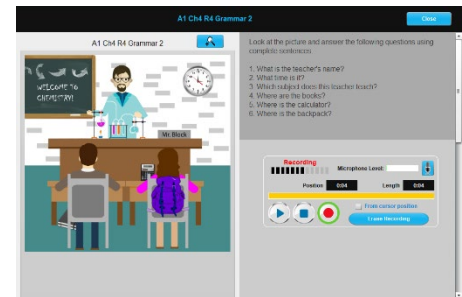 A1 Ch4 R4 Grammar 2
Close
A1 Ch4 R4 Grammar 2
WELCOME TO
CHEMISTRY!
Mr. Block
Look at the picture and answer the following questions using
complete sentences.
1. What is the teacher's name?
2. What time is it?
3. Which subject does this teacher teach?
4. Where are the books?
5. Where is the calculator?
6. Where is the backpack?
Recording
Microphone Level:
Position 0:04 Length 0:04
From cursor position
Erase Recording